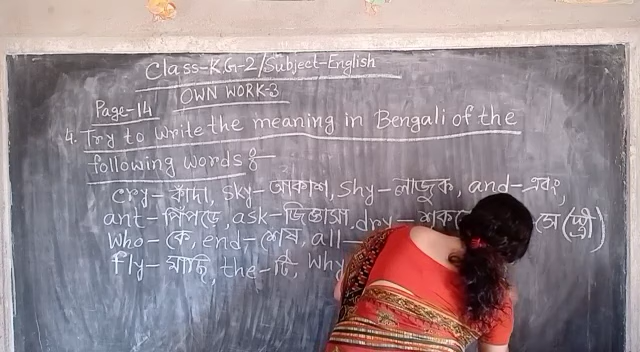 Class-K.G-2/Subject-English
OWN WORK-3
Page-14
4. Try to write the meaning in Bengali of the
following words :-
cry- কাঁদা, sky- আকাশ, shy- লাজুক, and- এবং,
ant- পিঁপড়ে, ask- জিজ্ঞাসা, dry- সে (স্ত্রী)
who- কে, end- শেষ, all-
fly- মাছি, the- টি, why